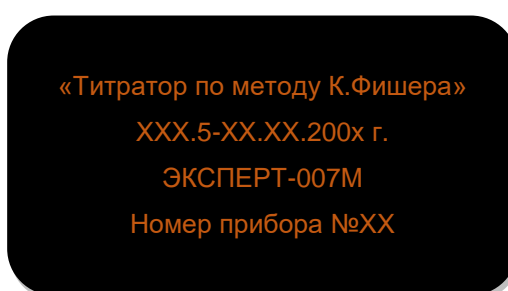 «Титратор по методу К.Фишера»
ХХХ.5-ХХ.ХХ.200х г.
ЭКСПЕРТ-007М
Номер прибора №ХХ